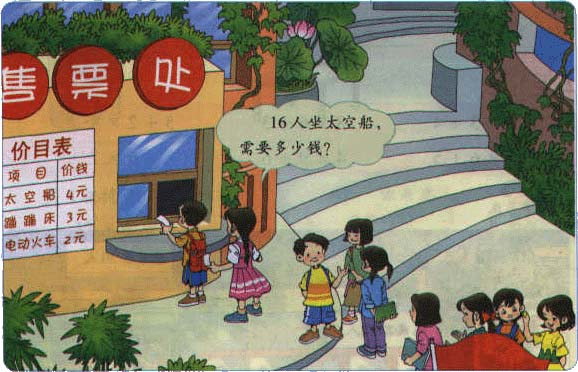 售票处
价目表
项目 价钱
太空船 4元
蹦蹦床 3元
电动火车 2元
16人坐太空船,
需要多少钱?